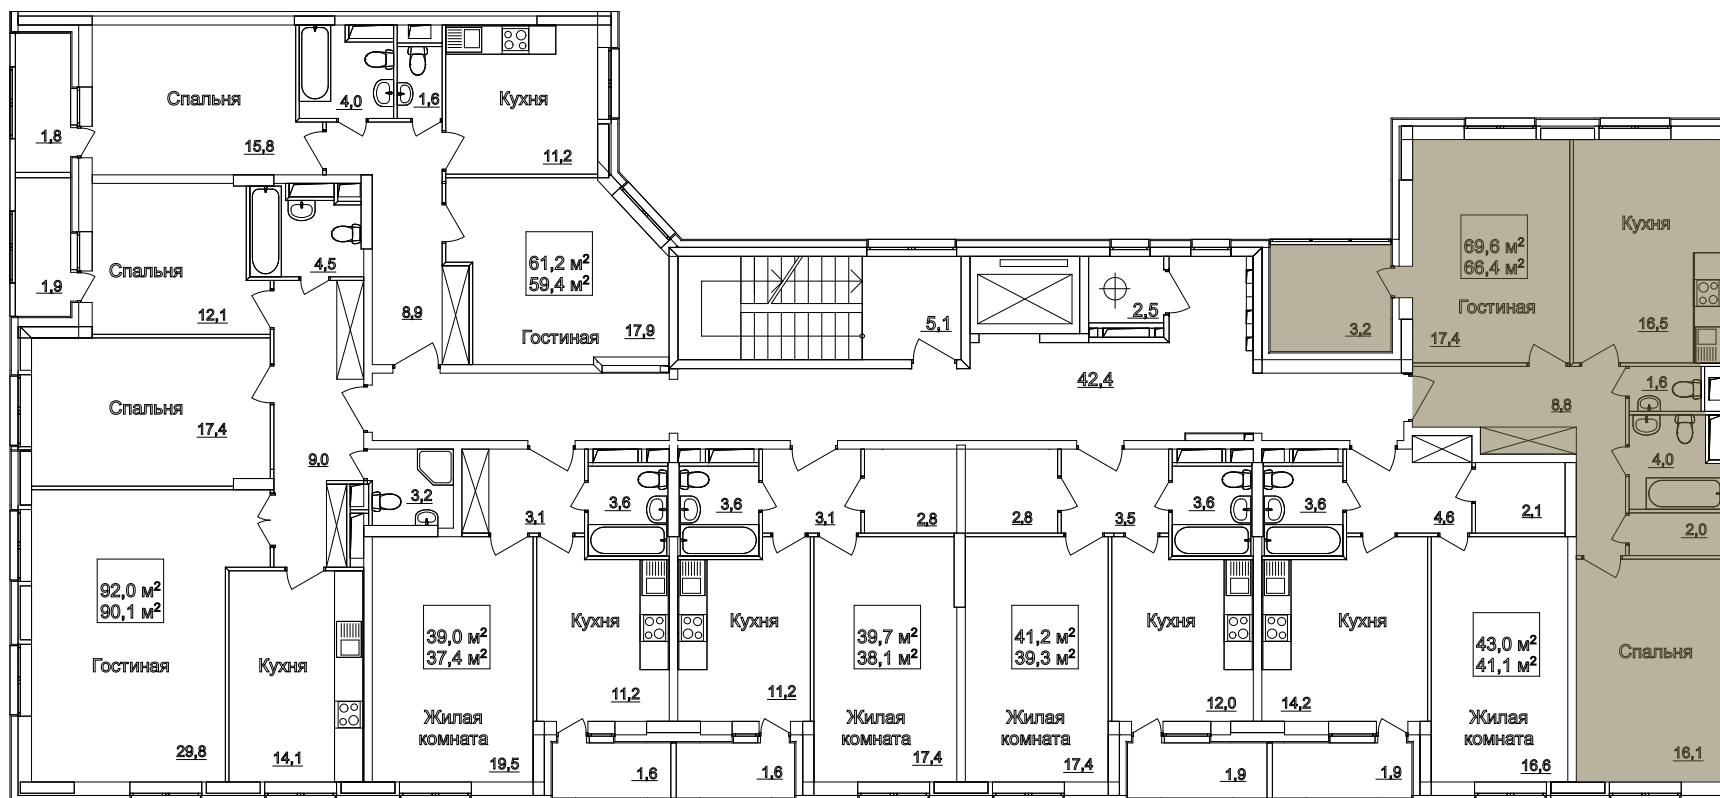 Спальня
4,0
1,6
Кухня
1,8
15,8
11,2
Спальня
4,5
1,9
12,1
8,9
61,2 м²
59,4 м²
Гостиная
17,9
5,1
2,5
3,2
69,6 м²
66,4 м²
Гостиная
17,4
Кухня
16,5
42,4
Спальня
17,4
9,0
8,8
1,6
4,0
2,0
3,2
3,1
3,6
3,6
3,1
2,8
2,8
3,5
3,6
3,6
4,6
2,1
92,0 м²
90,1 м²
Гостиная
29,8
Кухня
14,1
39,0 м²
37,4 м²
Жилая
комната
19,5
Кухня
11,2
1,6
Кухня
11,2
1,6
39,7 м²
38,1 м²
Жилая
комната
17,4
41,2 м²
39,3 м²
Жилая
комната
17,4
Кухня
12,0
1,9
Кухня
14,2
1,9
43,0 м²
41,1 м²
Жилая
комната
16,6
Спальня
16,1